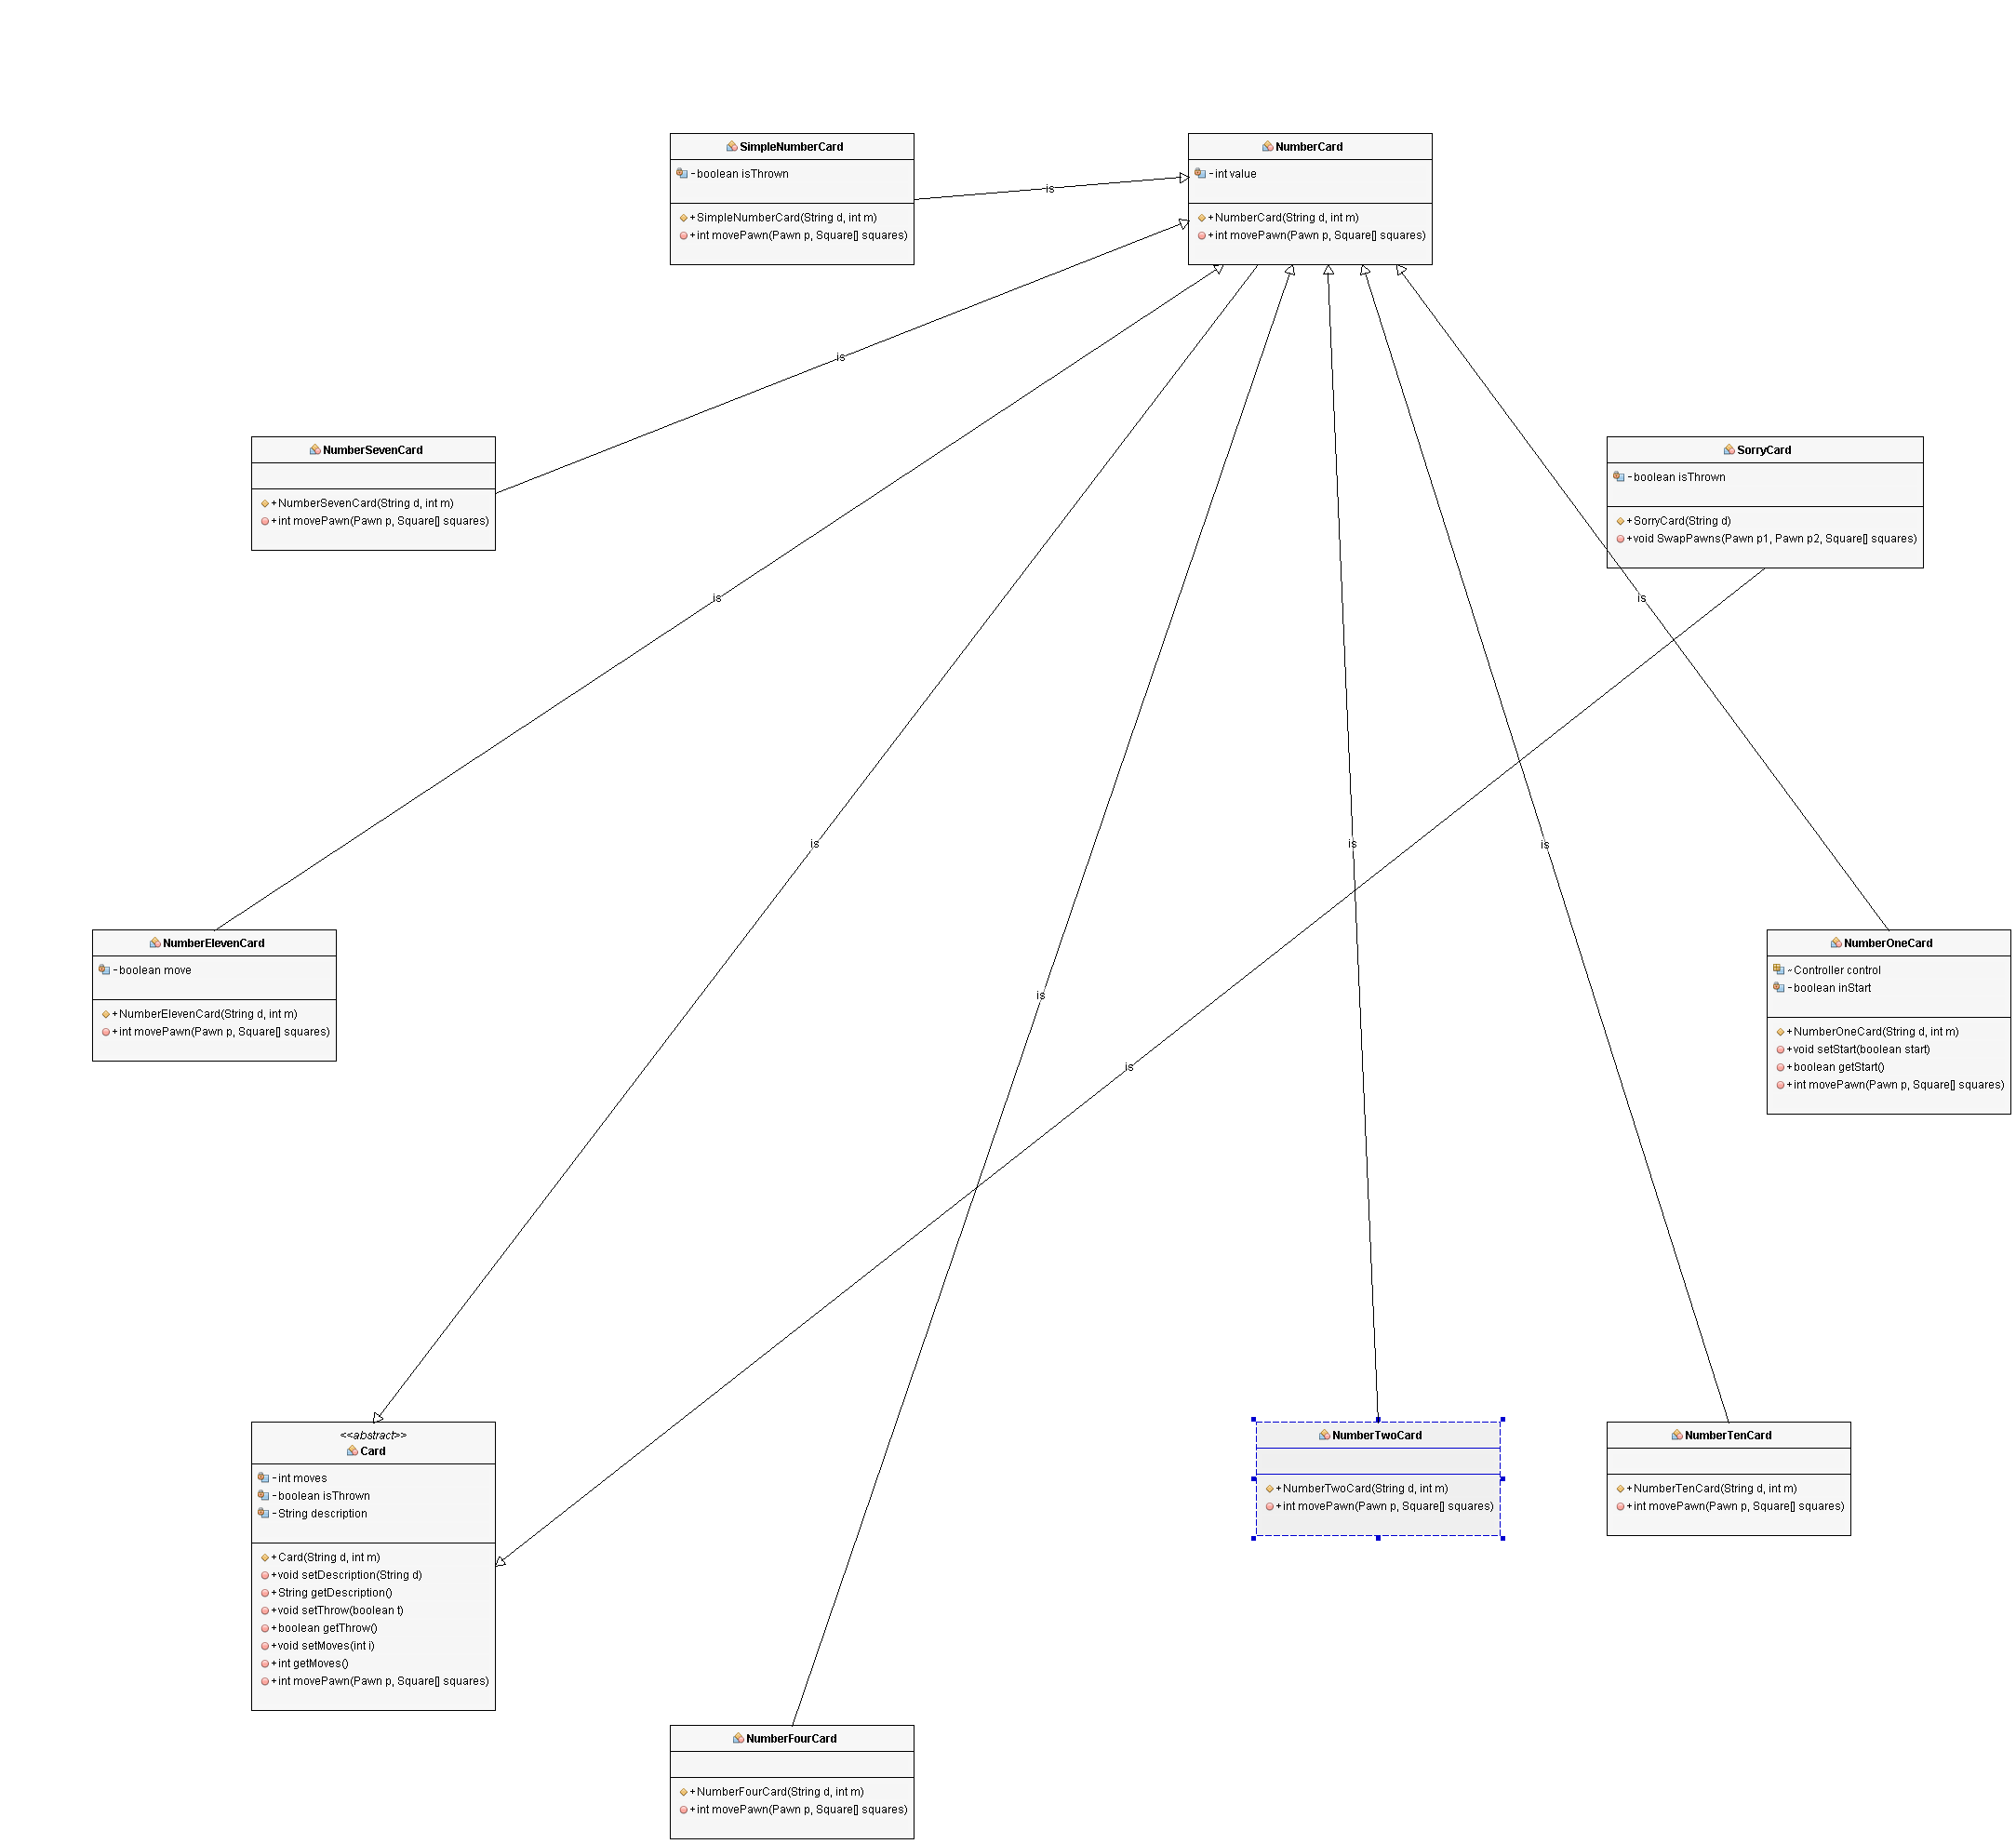 SimpleNumberCard
- boolean isThrown
+ SimpleNumberCard(String d, int m)
+ int movePawn(Pawn p, Square[] squares)
is
NumberCard
- int value
+ NumberCard(String d, int m)
+ int movePawn(Pawn p, Square[] squares)
is
NumberSevenCard
+ NumberSevenCard(String d, int m)
+ int movePawn(Pawn p, Square[] squares)
SorryCard
- boolean isThrown
+ SorryCard(String d)
+ void SwapPawns(Pawn p1, Pawn p2, Square[] squares)
is
is
is
is
is
NumberElevenCard
- boolean move
+ NumberElevenCard(String d, int m)
+ int movePawn(Pawn p, Square[] squares)
is
NumberOneCard
~ Controller control
- boolean inStart
+ NumberOneCard(String d, int m)
+ void setStart(boolean start)
+ boolean getStart()
+ int movePawn(Pawn p, Square[] squares)
is
<<abstract>>
Card
- int moves
- boolean isThrown
- String description
+ Card(String d, int m)
+ void setDescription(String d)
+ String getDescription()
+ void setThrow(boolean t)
+ boolean getThrow()
+ void setMoves(int i)
+ int getMoves()
+ int movePawn(Pawn p, Square[] squares)
NumberTwoCard
+ NumberTwoCard(String d, int m)
+ int movePawn(Pawn p, Square[] squares)
NumberTenCard
+ NumberTenCard(String d, int m)
+ int movePawn(Pawn p, Square[] squares)
NumberFourCard
+ NumberFourCard(String d, int m)
+ int movePawn(Pawn p, Square[] squares)